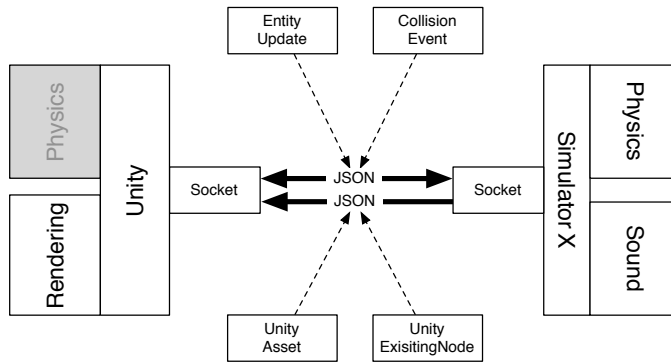 Entity
Update
Collision
Event
Physics
Rendering
Unity
Socket
JSON
JSON
Socket
Simulator X
Physics
Sound
Unity
Asset
Unity
ExisitingNode